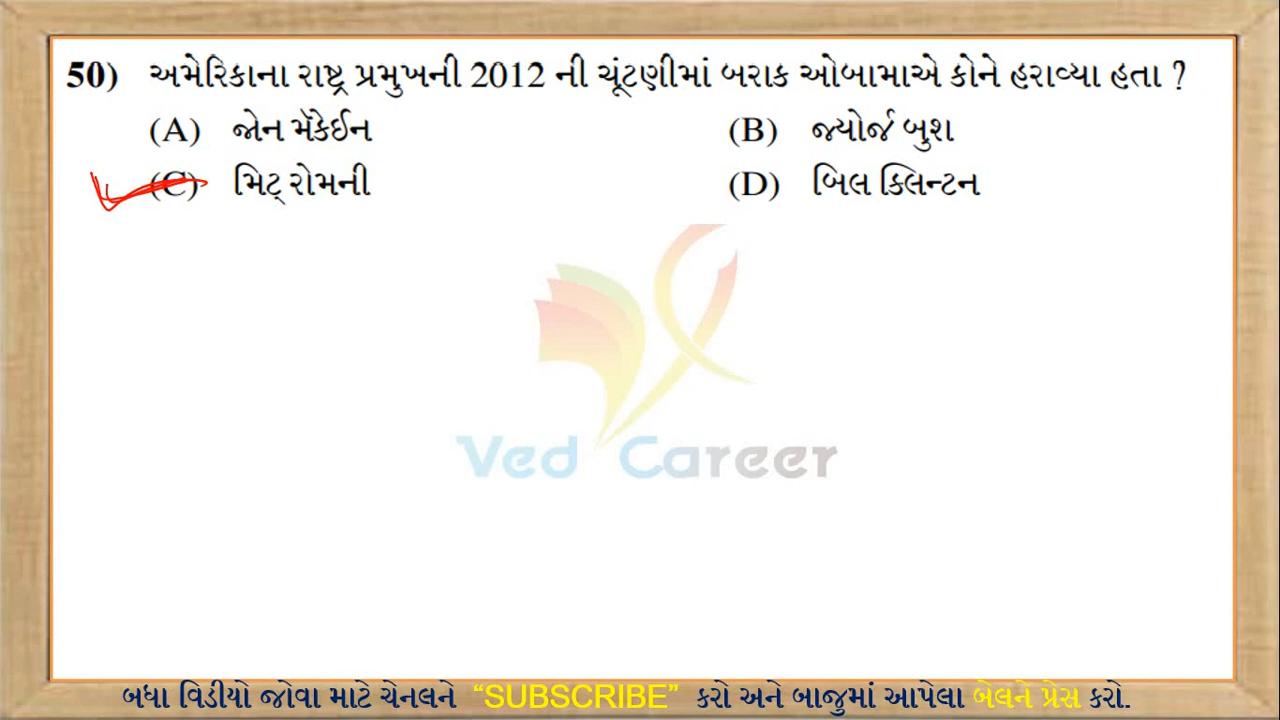 50) અમેરિકાના રાષ્ટ્ર પ્રમુખની 2012 ની ચૂંટણીમાં બરાક ઓબામાએ કોને હરાવ્યા હતા ?
(A) જોન મૅકેઈન (B) જ્યોર્જ બુશ
(C) મિટ્ રોમની (D) બિલ ક્લિન્ટન
Ved Career
બધા વિડીયો જોવા માટે ચેનલને “SUBSCRIBE” કરો અને બાજુમાં આપેલા બેલને પ્રેસ કરો.